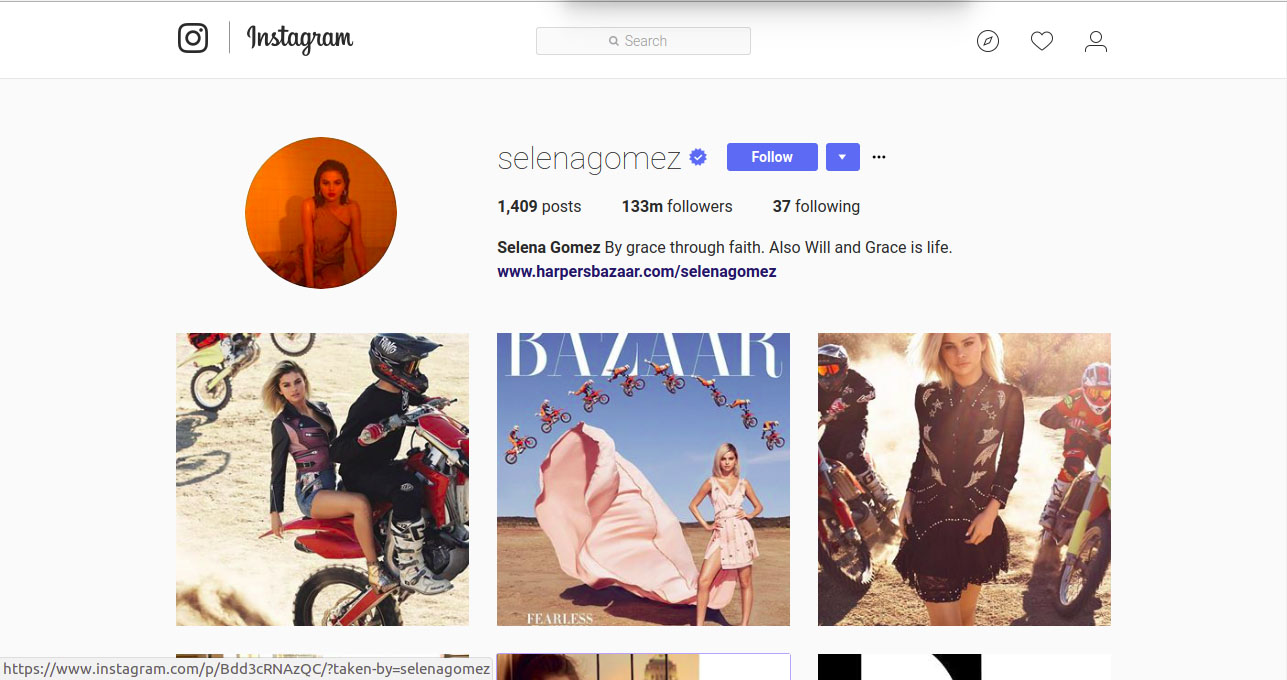 Instagram
Search
selenagomez
Follow
1,409 posts 133m followers 37 following
Selena Gomez By grace through faith. Also Will and Grace is life.
www.harpersbazaar.com/selenagomez
BAZAAR
FEARLESS
https://www.instagram.com/p/Bdd3cRNAzQC/?taken-by=selenagomez